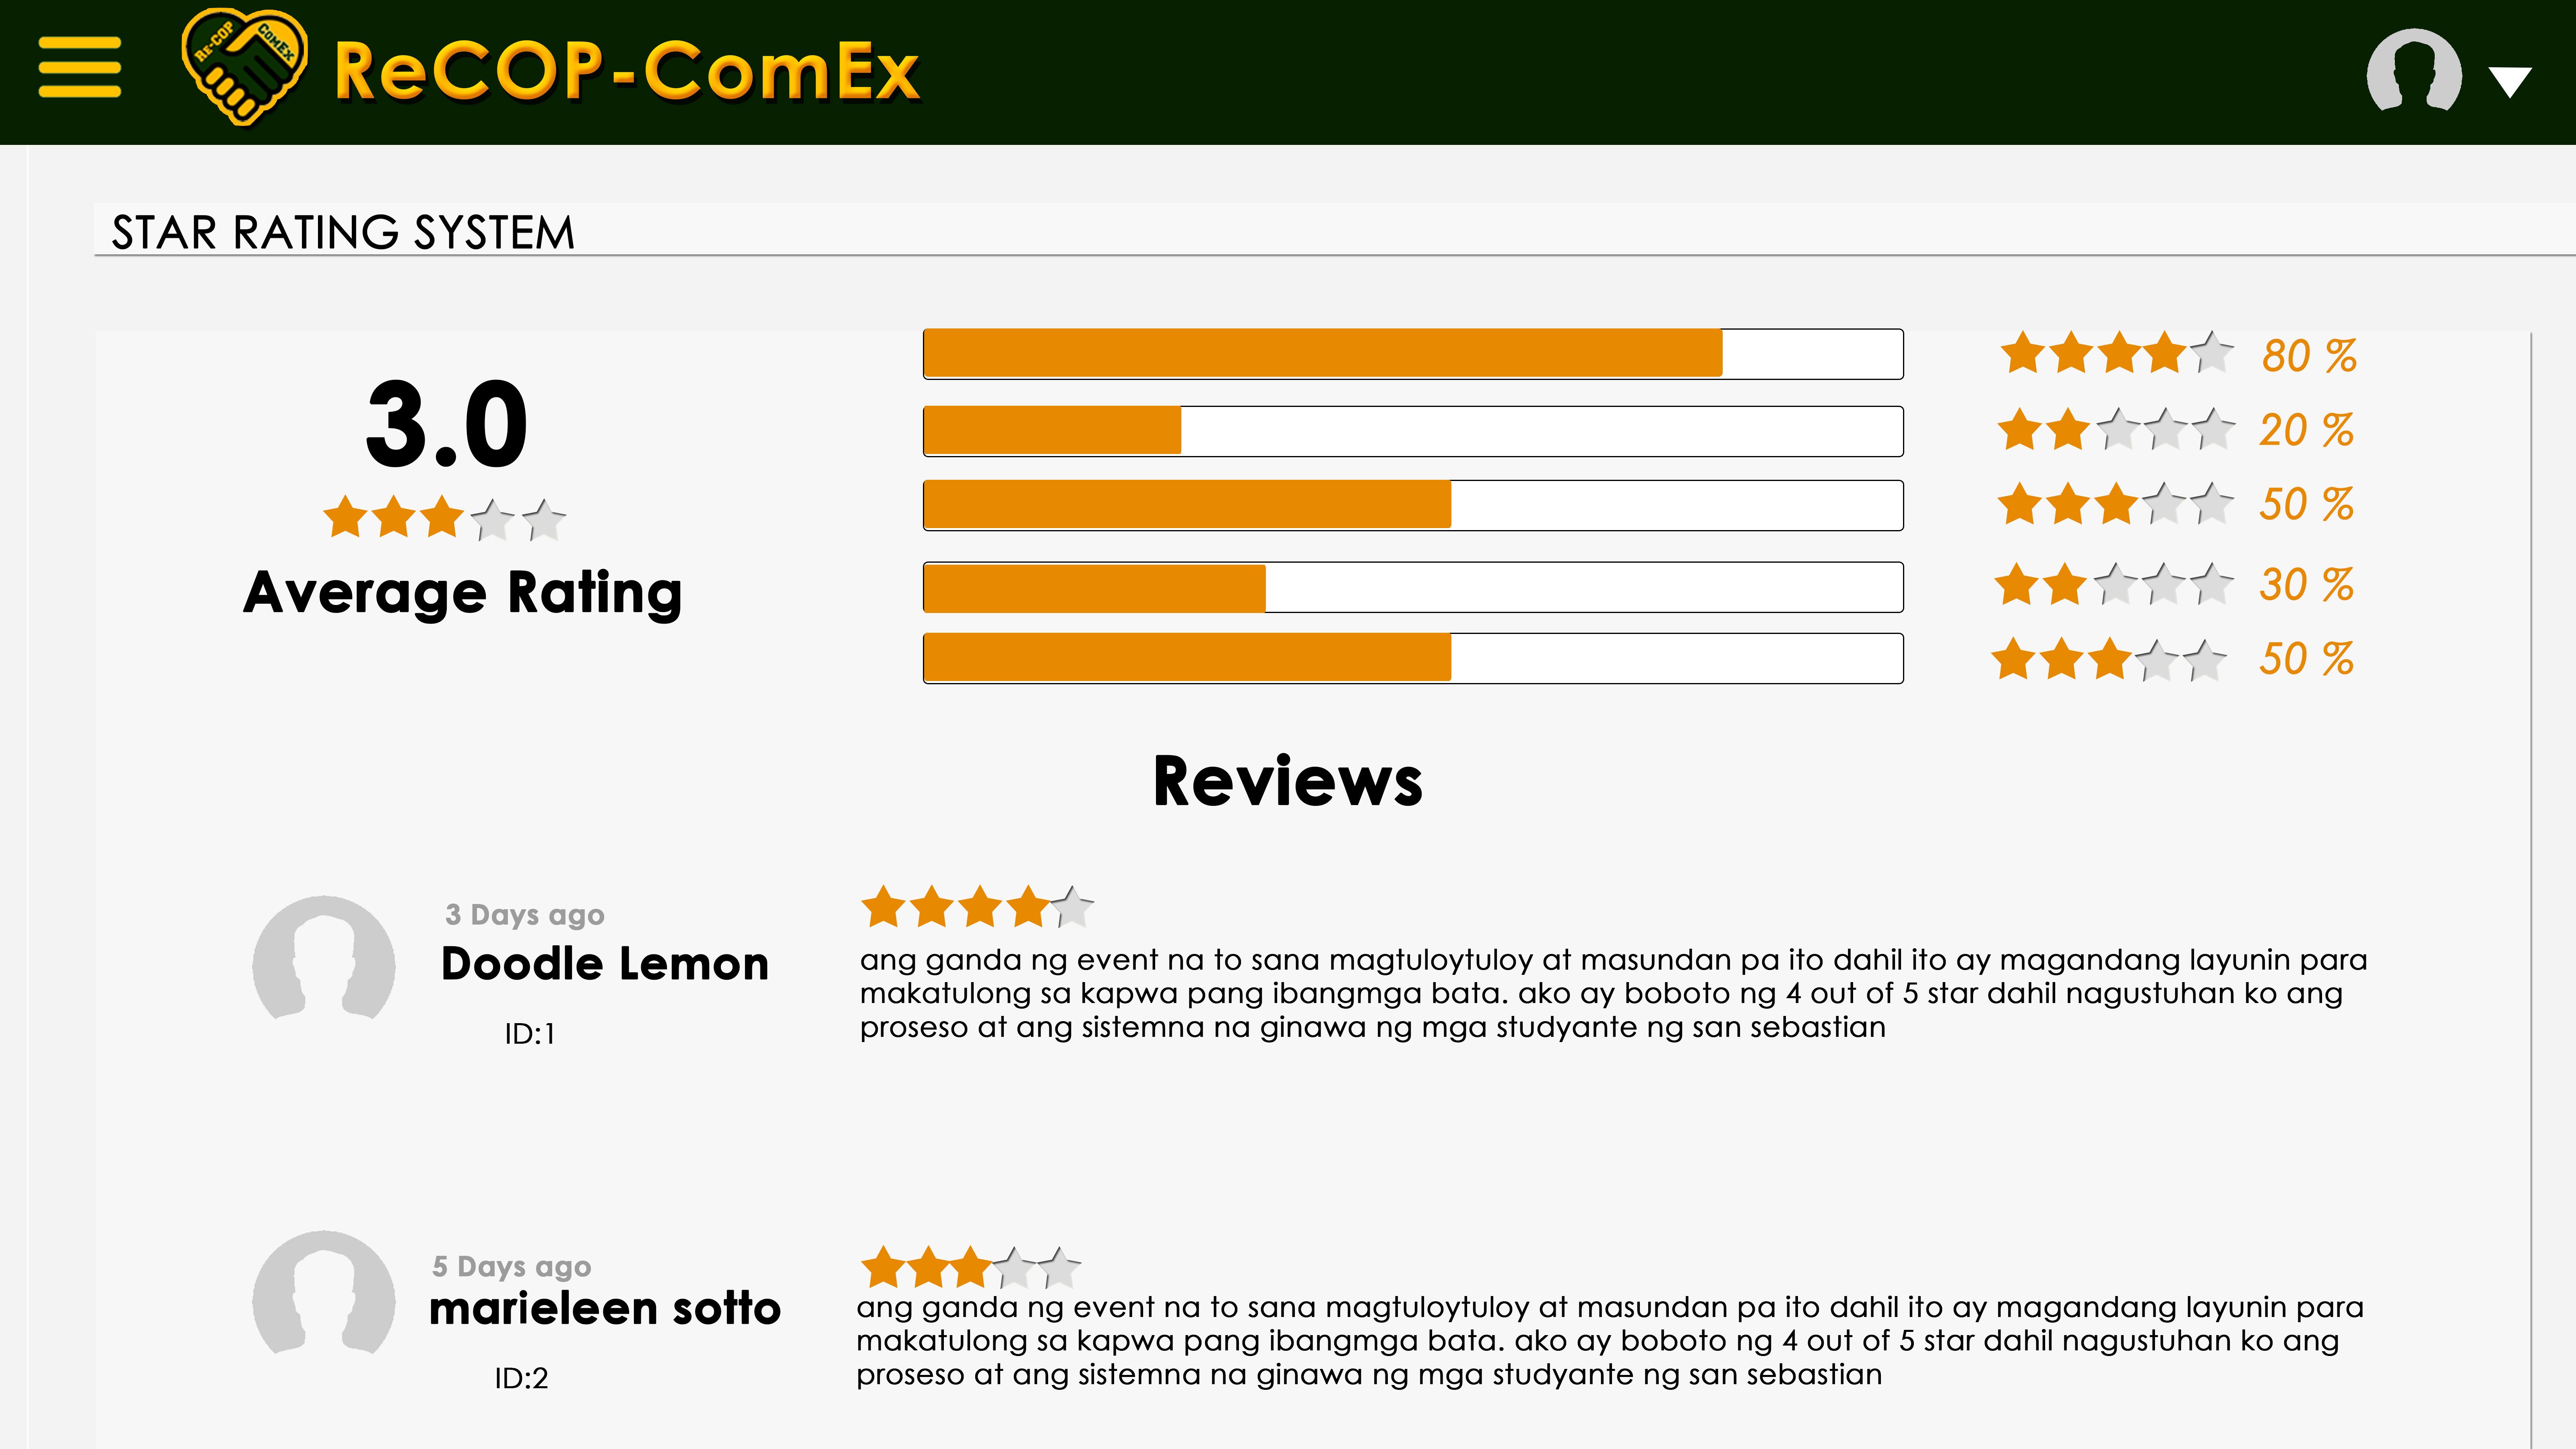 RE-COP COMEX
ReCOP-ComEx
STAR RATING SYSTEM
3.0
Average Rating
80 %
20 %
50 %
30 %
50 %
Reviews
3 Days ago
Doodle Lemon
ID:1
ang ganda ng event na to sana magtuloytuloy at masundan pa ito dahil ito ay magandang layunin para
makatulong sa kapwa pang ibangmga bata. ako ay boboto ng 4 out of 5 star dahil nagustuhan ko ang
proseso at ang sistemna na ginawa ng mga studyante ng san sebastian
5 Days ago
marieleen sotto
ID:2
ang ganda ng event na to sana magtuloytuloy at masundan pa ito dahil ito ay magandang layunin para
makatulong sa kapwa pang ibangmga bata. ako ay boboto ng 4 out of 5 star dahil nagustuhan ko ang
proseso at ang sistemna na ginawa ng mga studyante ng san sebastian